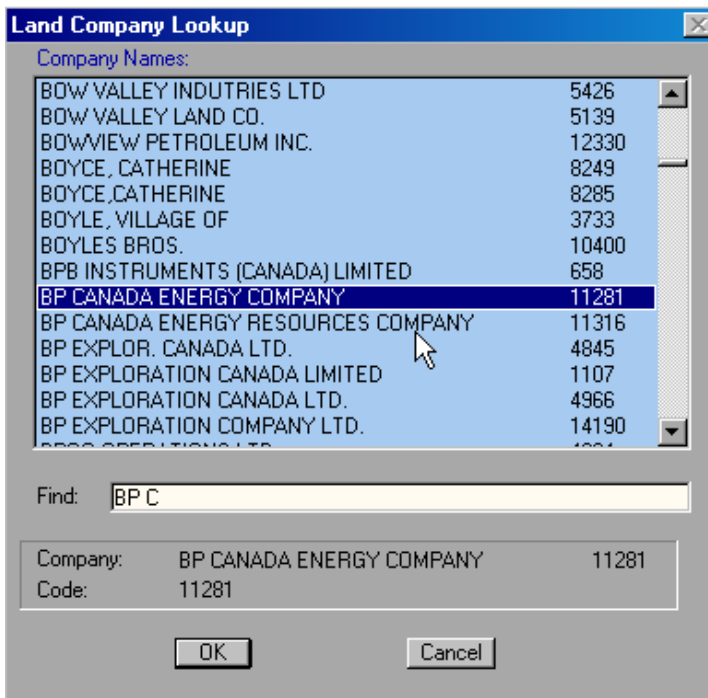 Land Company Lookup
Company Names:
BOW VALLEY INDUTRIES LTD 5426
BOW VALLEY LAND CO. 5139
BOWVIEW PETROLEUM INC. 12330
BOYCE, CATHERINE 8249
BOYCE,CATHERINE 8285
BOYLE, VILLAGE OF 3733
BOYLES BROS. 10400
BPB INSTRUMENTS (CANADA) LIMITED 658
BP CANADA ENERGY COMPANY 11281
BP CANADA ENERGY RESOURCES COMPANY 11316
BP EXPLOR. CANADA LTD. 4845
BP EXPLORATION CANADA LIMITED 1107
BP EXPLORATION CANADA LTD. 4966
BP EXPLORATION COMPANY LTD. 14190
Find: BP C
Company: BP CANADA ENERGY COMPANY 11281
Code: 11281
OK Cancel